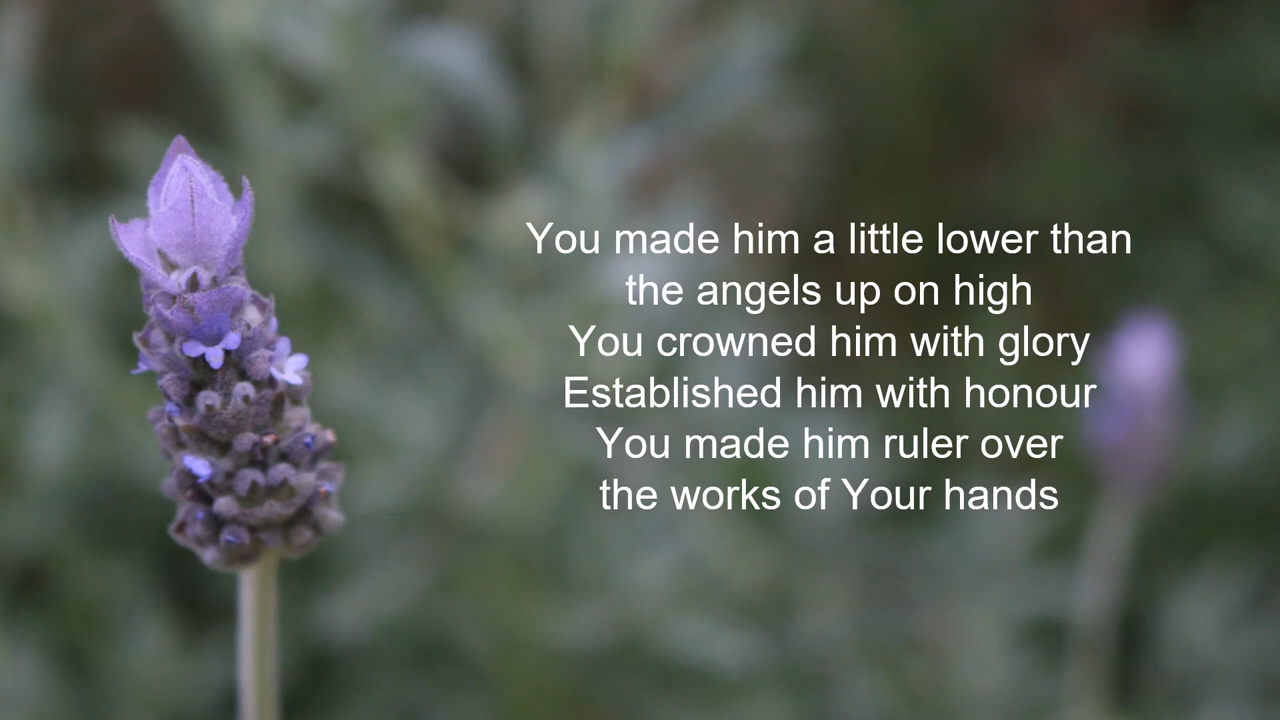 You made him a little lower than
the angels up on high
You crowned him with glory
Established him with honour
You made him ruler over
the works of Your hands